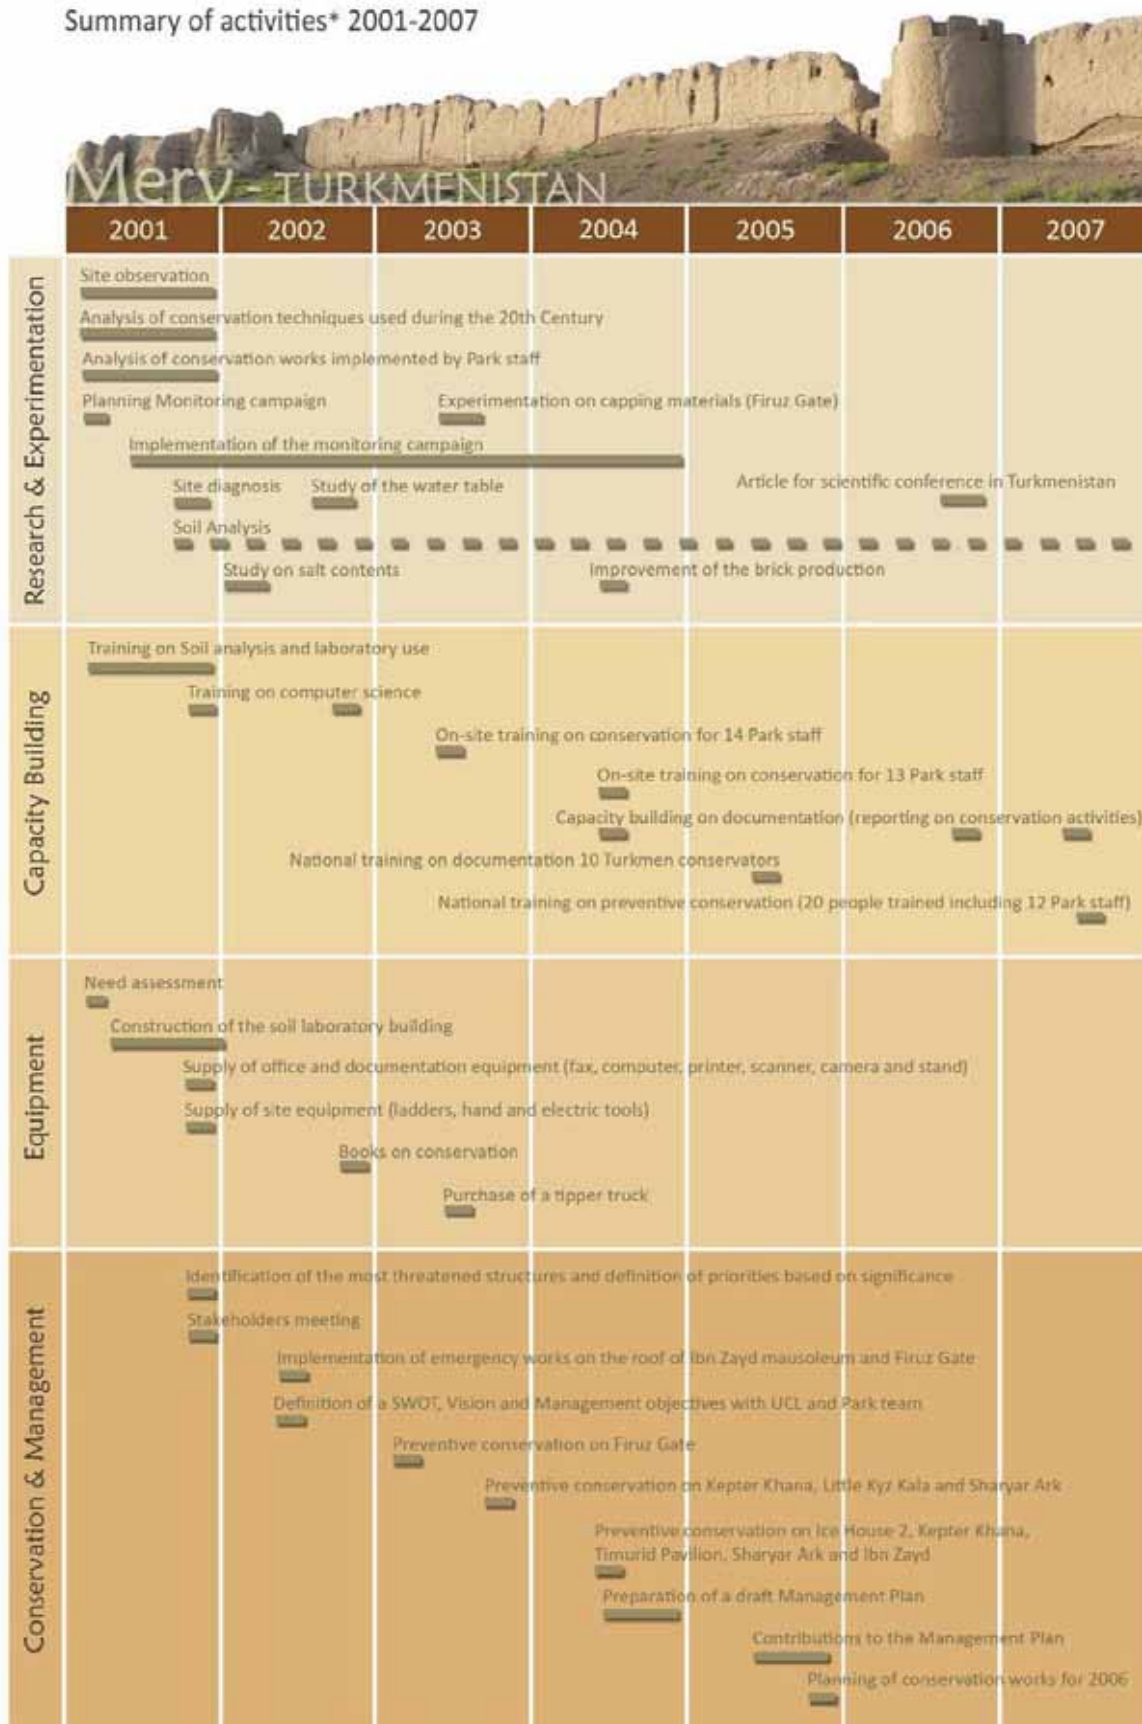 Summary of activities* 2001-2007
Merv - TURKMENISTAN
2001 2002 2003 2004 2005 2006 2007
Research & Experimentation
Site observation
Analysis of conservation techniques used during the 20th Century
Analysis of conservation works implemented by Park staff
Planning Monitoring campaign
Experimentation on capping materials (Firuz Gate)
Implementation of the monitoring campaign
Site diagnosis
Study of the water table
Article for scientific conference in Turkmenistan
Soil Analysis
Study on salt contents
Improvement of the brick production
Capacity Building
Training on Soil analysis and laboratory use
Training on computer science
On-site training on conservation for 14 Park staff
On-site training on conservation for 13 Park staff
Capacity building on documentation (reporting on conservation activities)
National training on documentation 10 Turkmen conservators
National training on preventive conservation (20 people trained including 12 Park staff)
Equipment
Need assessment
Construction of the soil laboratory building
Supply of office and documentation equipment (fax, computer, printer, scanner, camera and stand)
Supply of site equipment (ladders, hand and electric tools)
Books on conservation
Purchase of a tipper truck
Conservation & Management
Identification of the most threatened structures and definition of priorities based on significance
Stakeholders meeting
Implementation of emergency works on the roof of Ibn Zayd mausoleum and Firuz Gate
Definition of a SWOT, Vision and Management objectives with UCL and Park team
Preventive conservation on Firuz Gate
Preventive conservation on Kepter Khana, Little Kyz Kala and Sharyar Ark
Preventive conservation on Ice House 2, Kepter Khana,
Timurid Pavilion, Sharyar Ark and Ibn Zayd
Preparation of a draft Management Plan
Contributions to the Management Plan
Planning of conservation works for 2006